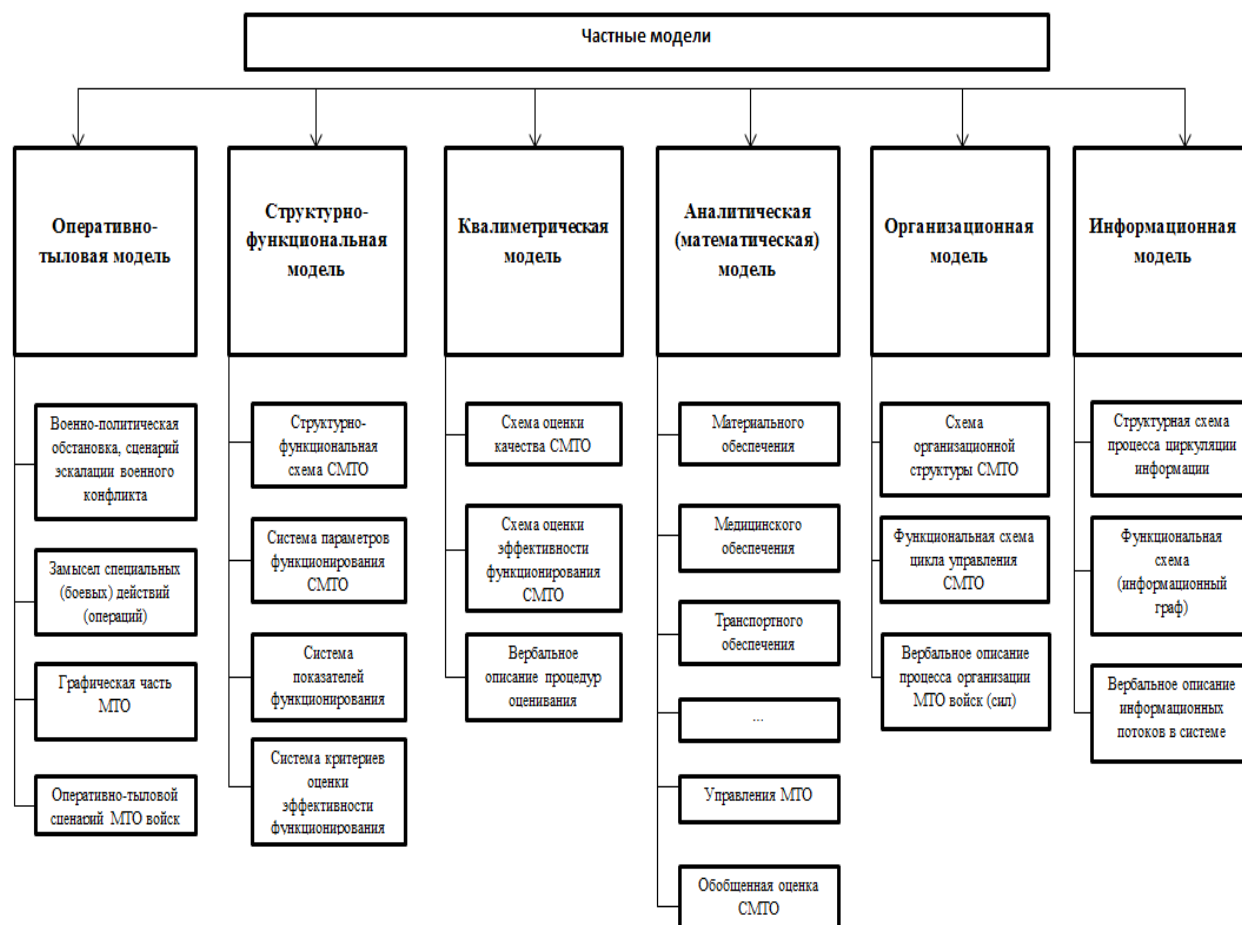 Частные модели
Оперативно-
тыловая модель
Структурно-
функциональная
модель
Квалиметрическая
модель
Аналитическая
(математическая)
модель
Организационная
модель
Информационная
модель
Военно-политическая
обстановка, сценарий
эскалации военного
конфликта
Замысел специальных
(боевых) действий
(операций)
Графическая часть
МТО
Оперативно-тыловой
сценарий МТО войск
Структурно-
функциональная
схема СМТО
Система параметров
функционирования
СМТО
Система
показателей
функционирования
Система критериев
оценки
эффективности
функционирования
Схема оценки
качества СМТО
Схема оценки
эффективности
функционирования
СМТО
Вербальное
описание процедур
оценивания
Материального
обеспечения
Медицинского
обеспечения
Транспортного
обеспечения
...
Управления МТО
Обобщенная оценка
СМТО
Схема
организационной
структуры СМТО
Функциональная схема
цикла управления
СМТО
Вербальное описание
процесса организации
МТО войск (сил)
Структурная схема
процесса циркуляции
информации
Функциональная
схема
(информационный
граф)
Вербальное описание
информационных
потоков в системе